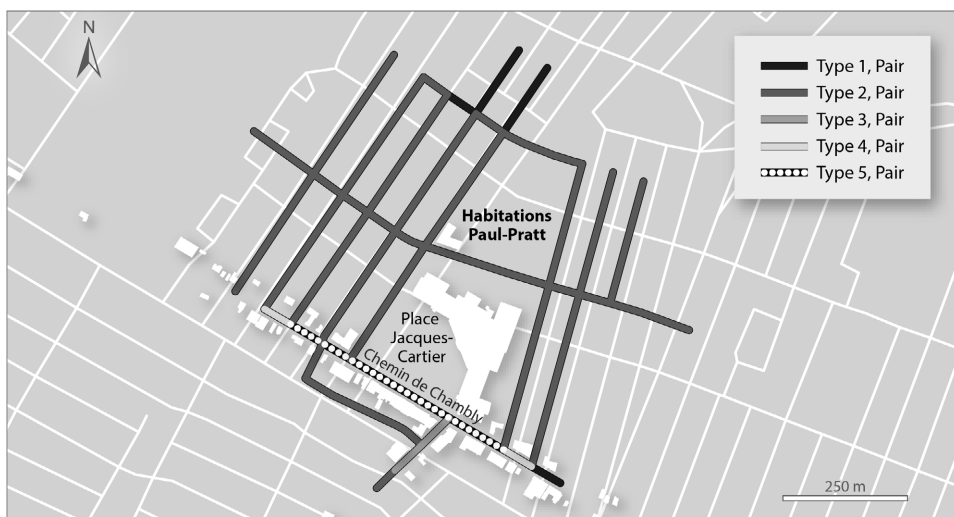 N
Type 1, Pair
Type 2, Pair
Type 3, Pair
Type 4, Pair
Type 5, Pair
Habitations
Paul-Pratt
Place
Jacques-
Cartier
Chemin de Chambly
250 m